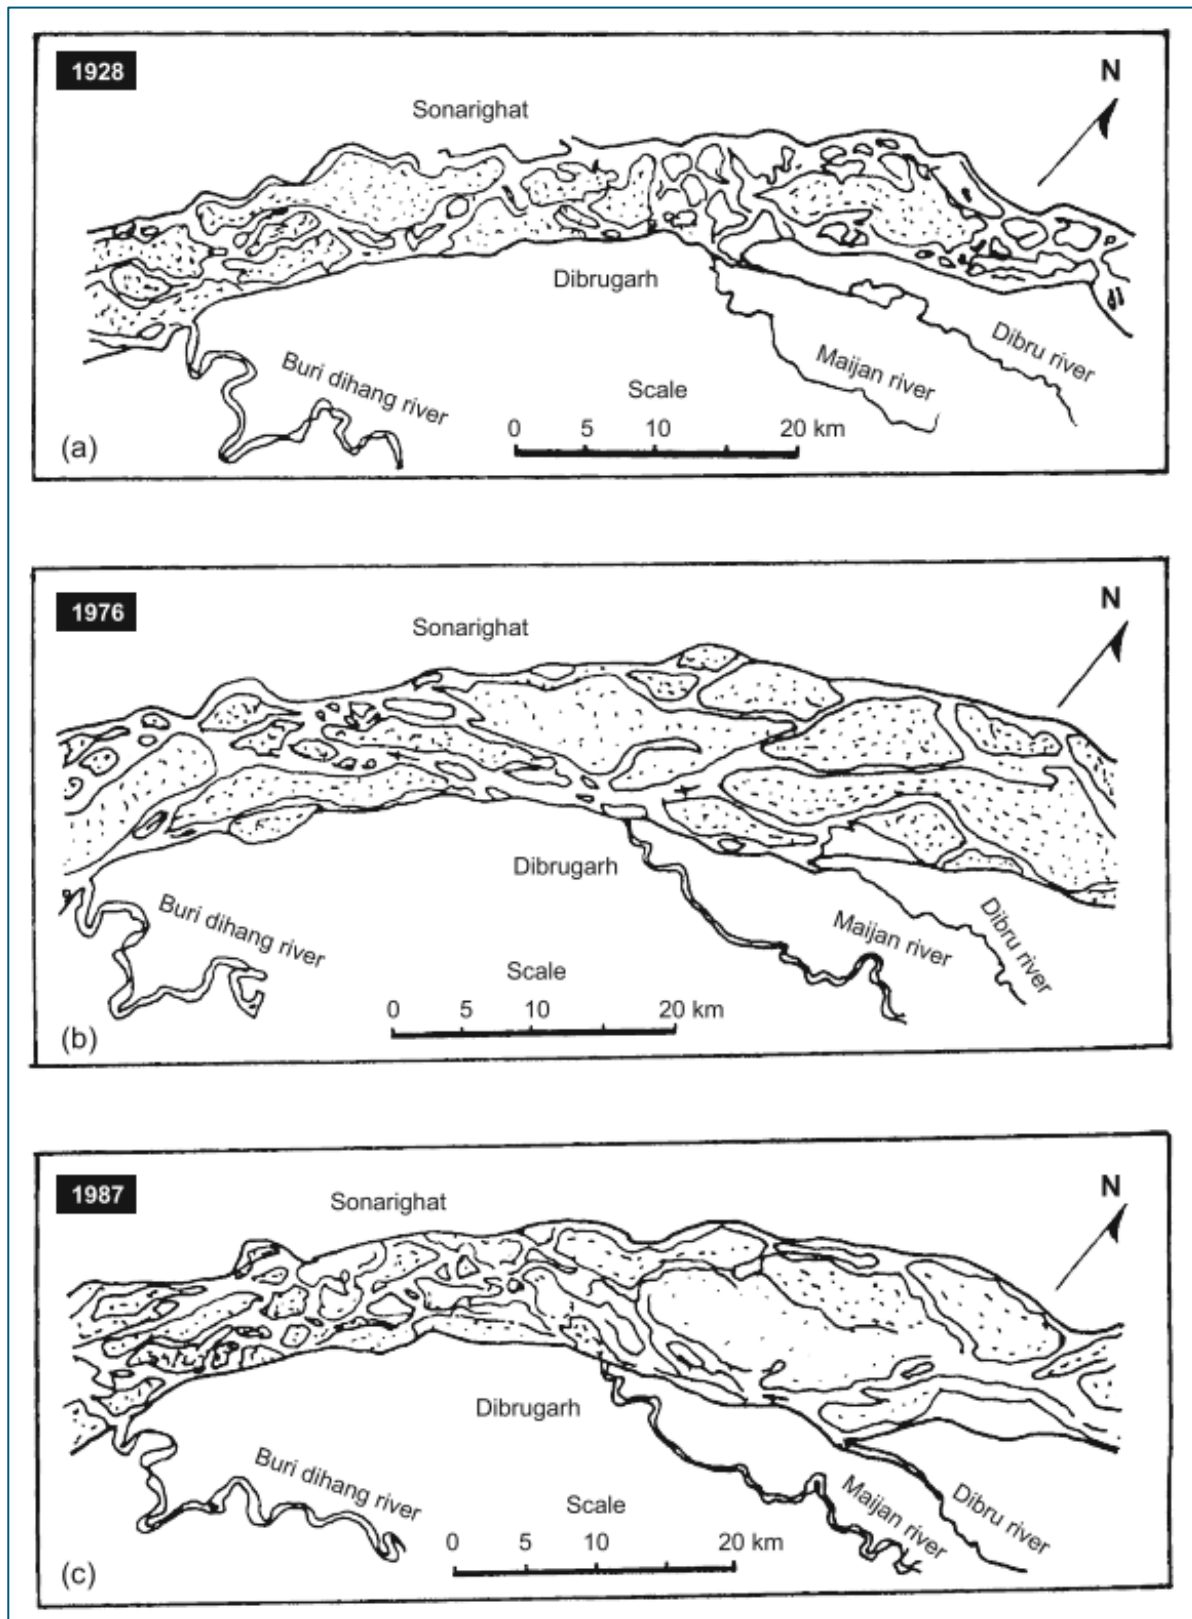 1928
N
Sonarighat
Dibrugarh
Buri dihang river
Maijan river
Dibru river
Scale
0 5 10 20 km
(a)
1976
N
Sonarighat
Dibrugarh
Buri dihang river
Maijan river
Dibru river
Scale
0 5 10 20 km
(b)
1987
N
Sonarighat
Dibrugarh
Buri dihang river
Maijan river
Dibru river
Scale
0 5 10 20 km
(c)